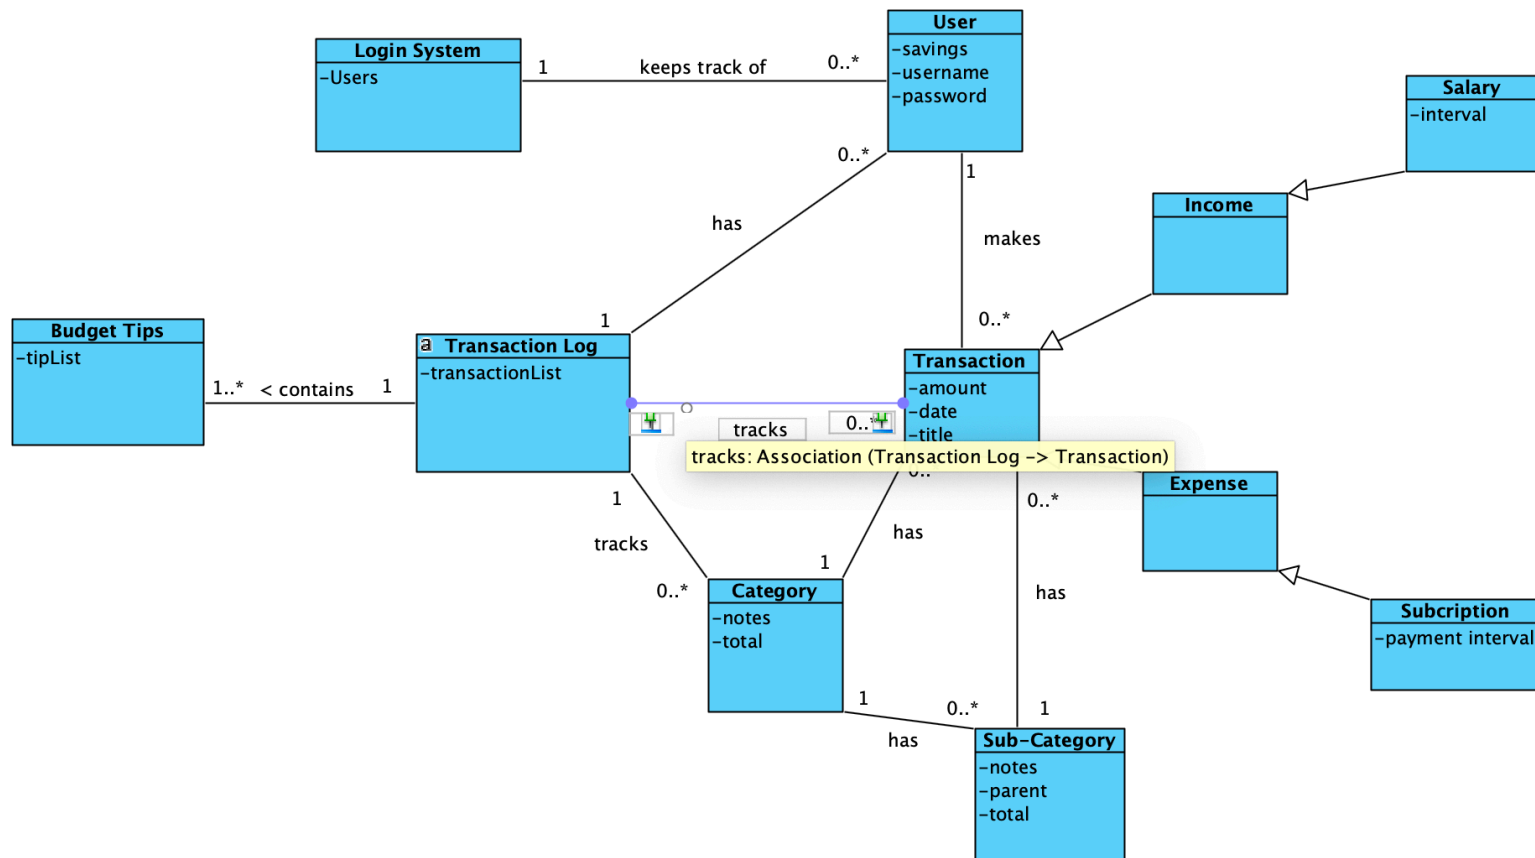 Login System
-Users
1
keeps track of
0..*
User
-savings
-username
-password
Salary
-interval
0..*
has
1
1
makes
0..*
Income
Budget Tips
-tipList
1..*
< contains
1
a Transaction Log
-transactionList
Transaction
-amount
-date
-title
tracks
0..
tracks: Association (Transaction Log -> Transaction)
Expense
1
tracks
0..*
has
1
0..*
has
Category
-notes
-total
Subcription
-payment interval
1
has
0..*
1
Sub-Category
-notes
-parent
-total